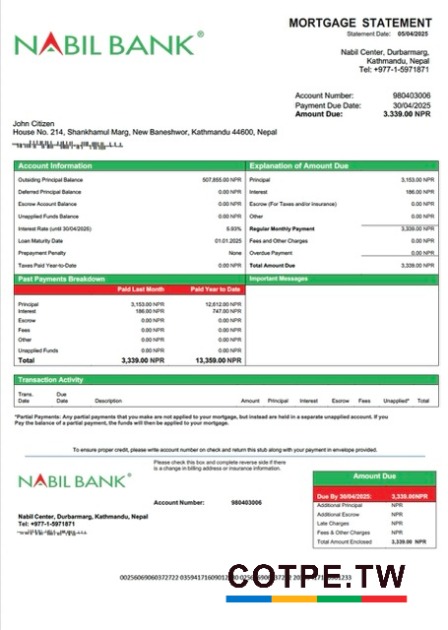 NABIL BANK®
MORTGAGE STATEMENT
Statement Date: 05/04/2025
Nabil Center, Durbarmarg,
Kathmandu, Nepal
Tel: +977-1-5971871
Account Number: 980403006
Payment Due Date: 30/04/2025
Amount Due: 3.339.00 NPR
John Citizen
House No. 214, Shankhamul Marg, New Baneshwor, Kathmandu 44600, Nepal
Account Information
Outsiding Principal Balance 507,855.00 NPR
Deferred Principal Balance 0.00 NPR
Escrow Account Balance 0.00 NPR
Unapplied Funds Balance 0.00 NPR
Interest Rate (until 30/04/2025)
Loan Maturity Date 01.01.2025
Prepayment Penalty None
Taxes Paid Year-to-Date 0.00 NPR
Explanation of Amount Due
Principal 3,153.00 NPR
Interest 186.00 NPR
Escrow (For Taxes and/or insurance) 0.00 NPR
Other 0.00 NPR
Regular Monthly Payment 3,339.00 NPR
Fees and Other Charges 0.00 NPR
Overdue Payment 0.00 NPR
Total Amount Due 3,339.00 NPR
Past Payments Breakdown
Paid Last Month Paid Year to Date
Principal 3,153.00 NPR 12,612.00 NPR
Interest 186.00 NPR 747.00 NPR
Escrow 0.00 NPR 0.00 NPR
Fees 0.00 NPR 0.00 NPR
Other 0.00 NPR 0.00 NPR
Unapplied Funds 0.00 NPR 0.00 NPR
Total 3,339.00 NPR 13,359.00 NPR
Important Messages
Transaction Activity
Trans. Date Due Date Description Amount Principal Interest Escrow Fees Unapplied* Total
*Partial Payments: Any partial payments that you make are not applied to your mortgage, but instead are held in a separate unapplied account. If you
Pay the balance of a partial payment, the funds will then be applied to your mortgage.
To ensure proper credit, please write account number on check and return this stub along with your payment in envelope provided.
Please check this box and complete reverse side if there
is a change in billing address or insurance information.
NABIL BANK®
Account Number: 980403006
Nabil Center, Durbarmarg, Kathmandu, Nepal
Tel: +977-1-5971871
Amount Due
Due By 30/04/2025: 3,339.00NPR
Additional Principal NPR
Additional Escrow NPR
Late Charges NPR
Fees & Other Charges NPR
Total Amount Enclosed 3,339.00 NPR
COTPE.TW